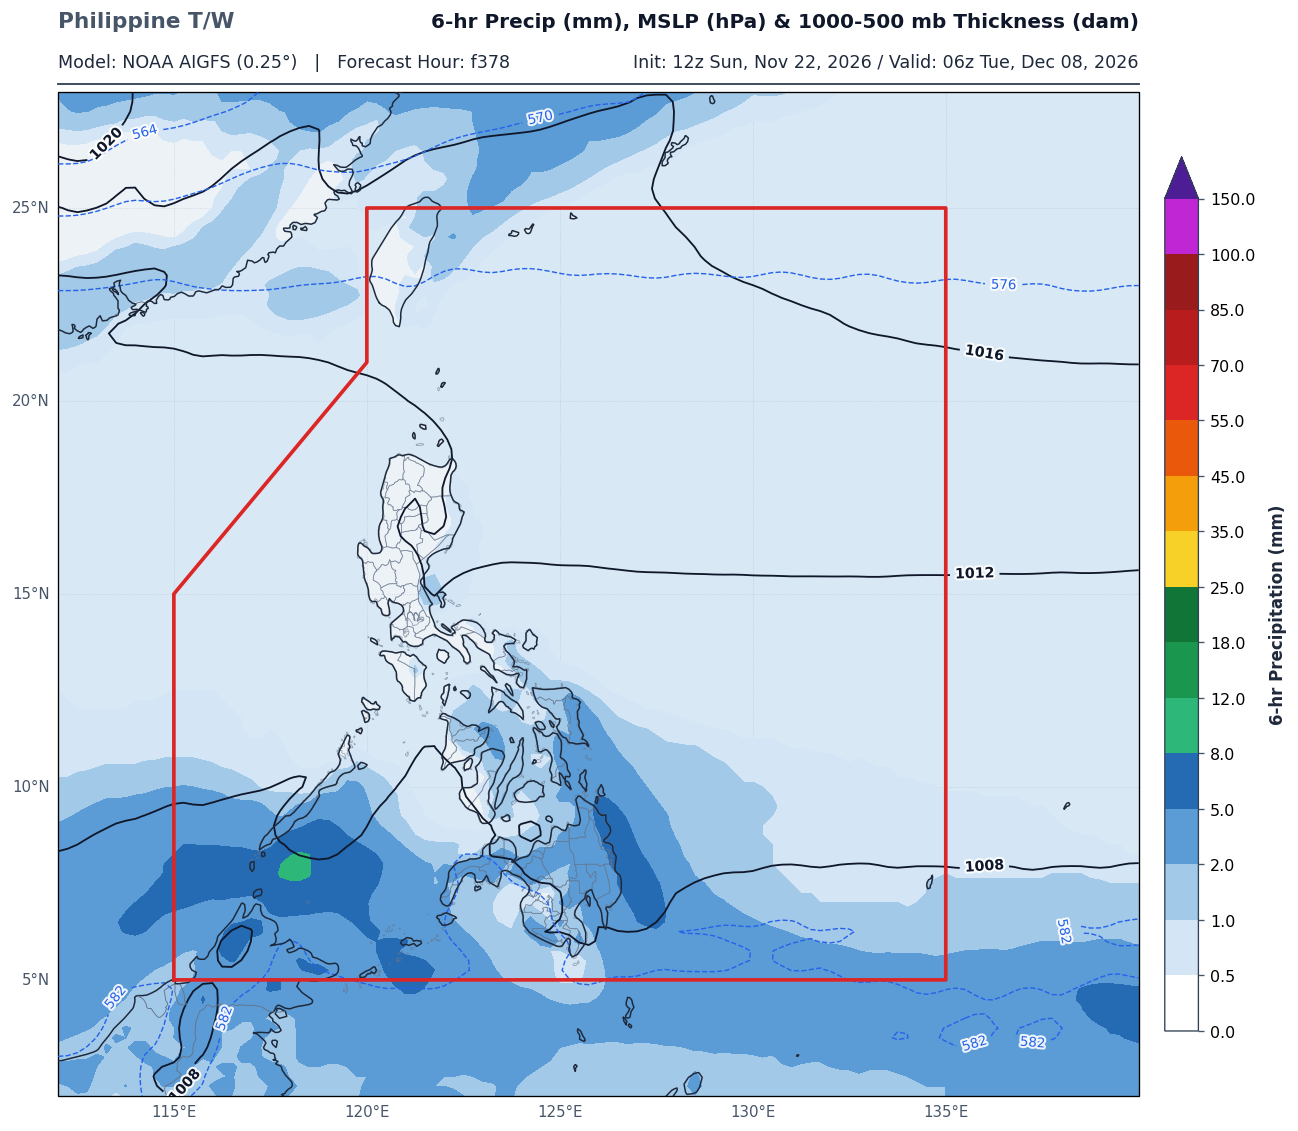 Philippine T/W
6-hr Precip (mm), MSLP (hPa) & 1000-500 mb Thickness (dam)
Model: NOAA AIGFS (0.25°) | Forecast Hour: f378
Init: 12z Sun, Nov 22, 2026 / Valid: 06z Tue, Dec 08, 2026
1020
564
570
576
1016
1012
1008
582
582
582
582
582
1008
25°N
20°N
15°N
10°N
5°N
115°E
120°E
125°E
130°E
135°E
150.0
100.0
85.0
70.0
55.0
45.0
35.0
25.0
18.0
12.0
8.0
5.0
2.0
1.0
0.5
0.0
6-hr Precipitation (mm)